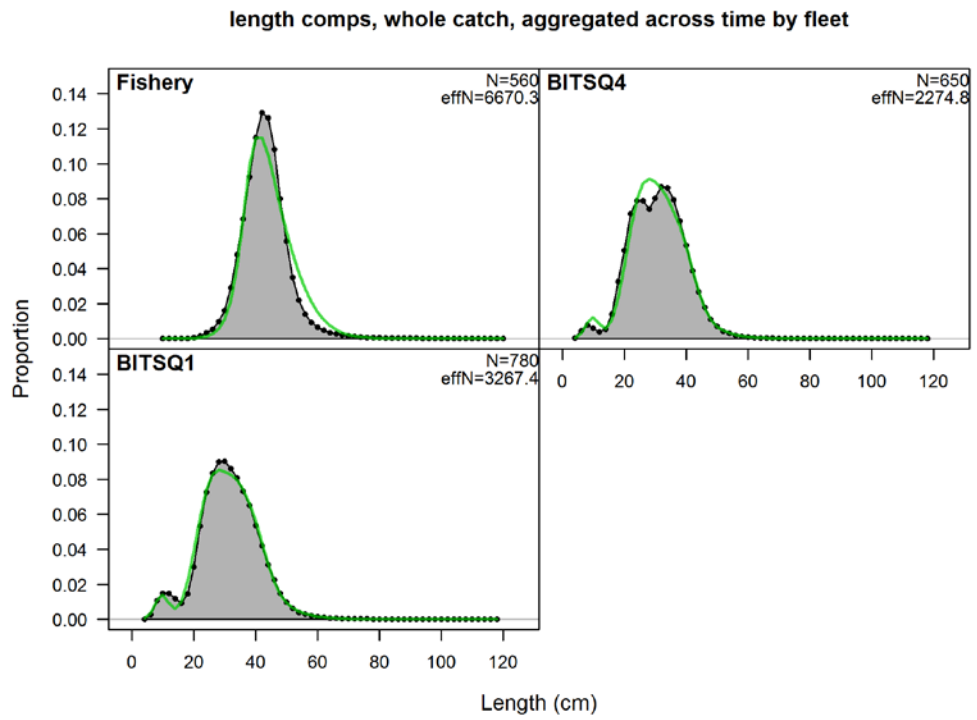 length comps, whole catch, aggregated across time by fleet
Fishery
N=560
effN=6670.3
BITSQ4
N=650
effN=2274.8
0.14
0.12
0.10
0.08
0.06
0.04
0.02
0.00
BITSQ1
N=780
effN=3267.4
0.14
0.12
0.10
0.08
0.06
0.04
0.02
0.00
Proportion
0 20 40 60 80 100 120
0 20 40 60 80 100 120
Length (cm)